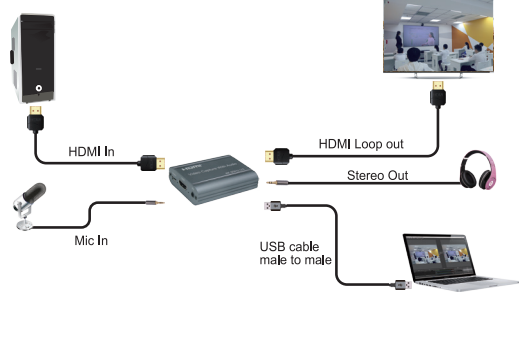 HDMI In
HDMI Loop out
Stereo Out
Mic In
USB cable
male to male